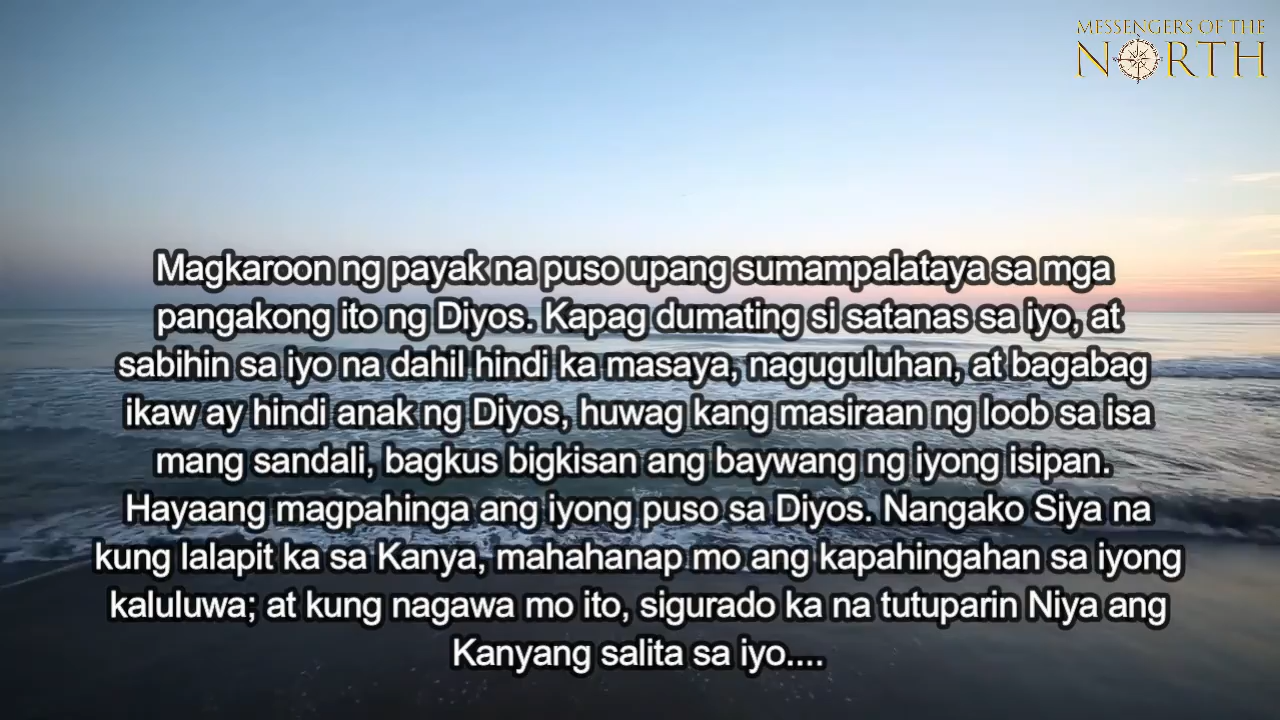 MESSENGERS OF THE
NORTH
Magkaroon ng payak na puso upang sumampalataya sa mga
pangakong ito ng Diyos. Kapag dumating si satanas sa iyo, at
sabihin sa iyo na dahil hindi ka masaya, naguguluhan, at bagabag
ikaw ay hindi anak ng Diyos, huwag kang masiraan ng loob sa isa
mang sandali, bagkus bigkisan ang baywang ng iyong isipan.
Hayaang magpahinga ang iyong puso sa Diyos. Nangako Siya na
kung lalapit ka sa Kanya, mahahanap mo ang kapahingahan sa iyong
kaluluwa; at kung nagawa mo ito, sigurado ka na tutuparin Niya ang
Kanyang salita sa iyo....